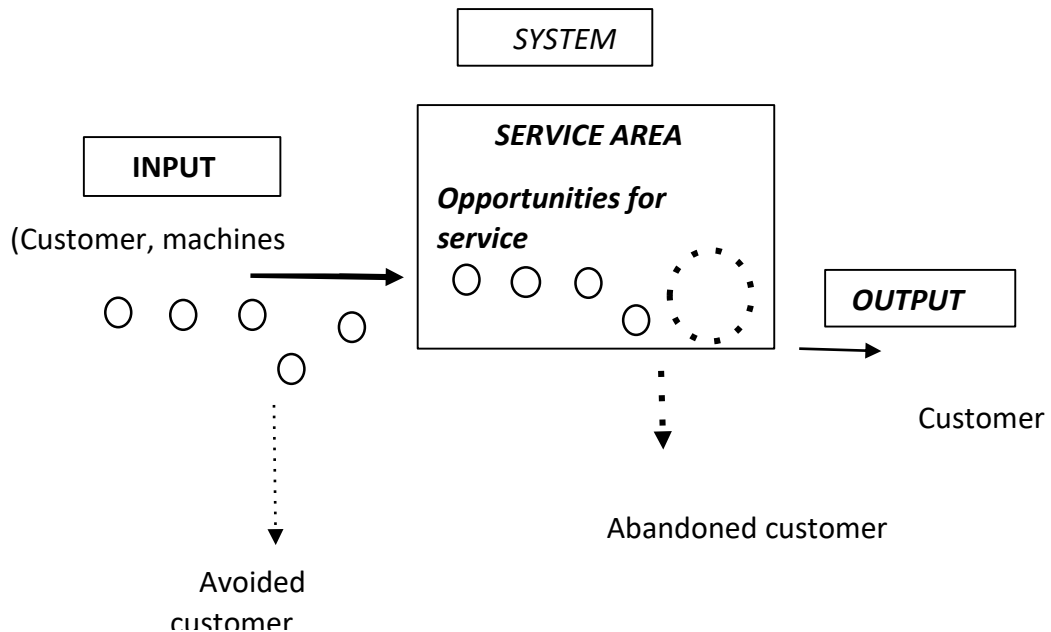 SYSTEM
SERVICE AREA
INPUT
Opportunities for
service
(Customer, machines
OUTPUT
Customer
Abandoned customer
Avoided
customer